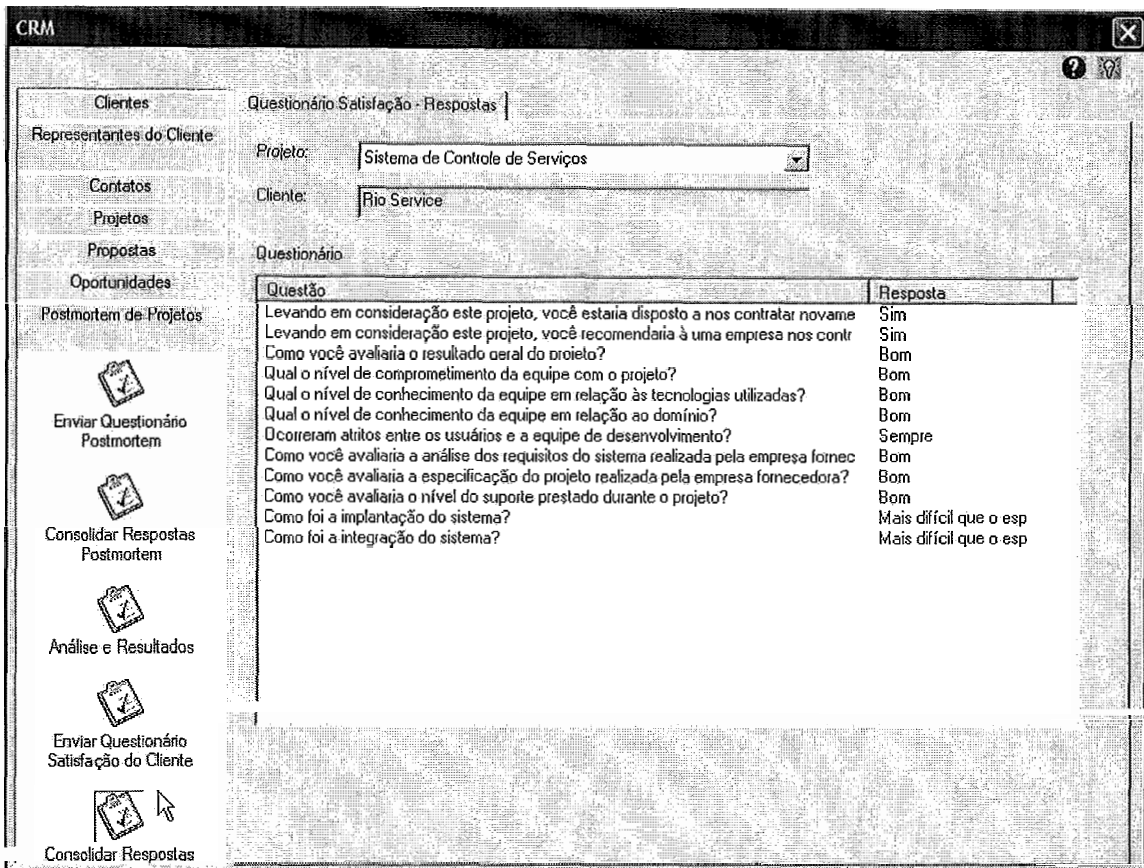 CRM
Clientes
Representantes do Cliente
Contatos
Projetos
Propostas
Oportunidades
Postmortem de Projetos
Enviar Questionário
Postmortem
Consolidar Respostas
Postmortem
Análise e Resultados
Enviar Questionário
Satisfação do Cliente
Consolidar Respostas
Questionário Satisfação - Respostas
Projeto: Sistema de Controle de Serviços
Cliente: Rio Service
Questionário
Questão Resposta
Levando em consideração este projeto, você estaria disposto a nos contratar novame Sim
Levando em consideração este projeto, você recomendaria à uma empresa nos contr Sim
Como você avaliaria o resultado geral do projeto? Bom
Qual o nível de comprometimento da equipe com o projeto? Bom
Qual o nível de conhecimento da equipe em relação às tecnologias utilizadas? Bom
Qual o nível de conhecimento da equipe em relação ao domínio? Bom
Ocorreram atritos entre os usuários e a equipe de desenvolvimento? Sempre
Como você avaliaria a análise dos requisitos do sistema realizada pela empresa fornec Bom
Como você avaliaria a especificação do projeto realizada pela empresa fornecedora? Bom
Como você avaliaria o nível do suporte prestado durante o projeto? Bom
Como foi a implantação do sistema? Mais difícil que o esp
Como foi a integração do sistema? Mais difícil que o esp